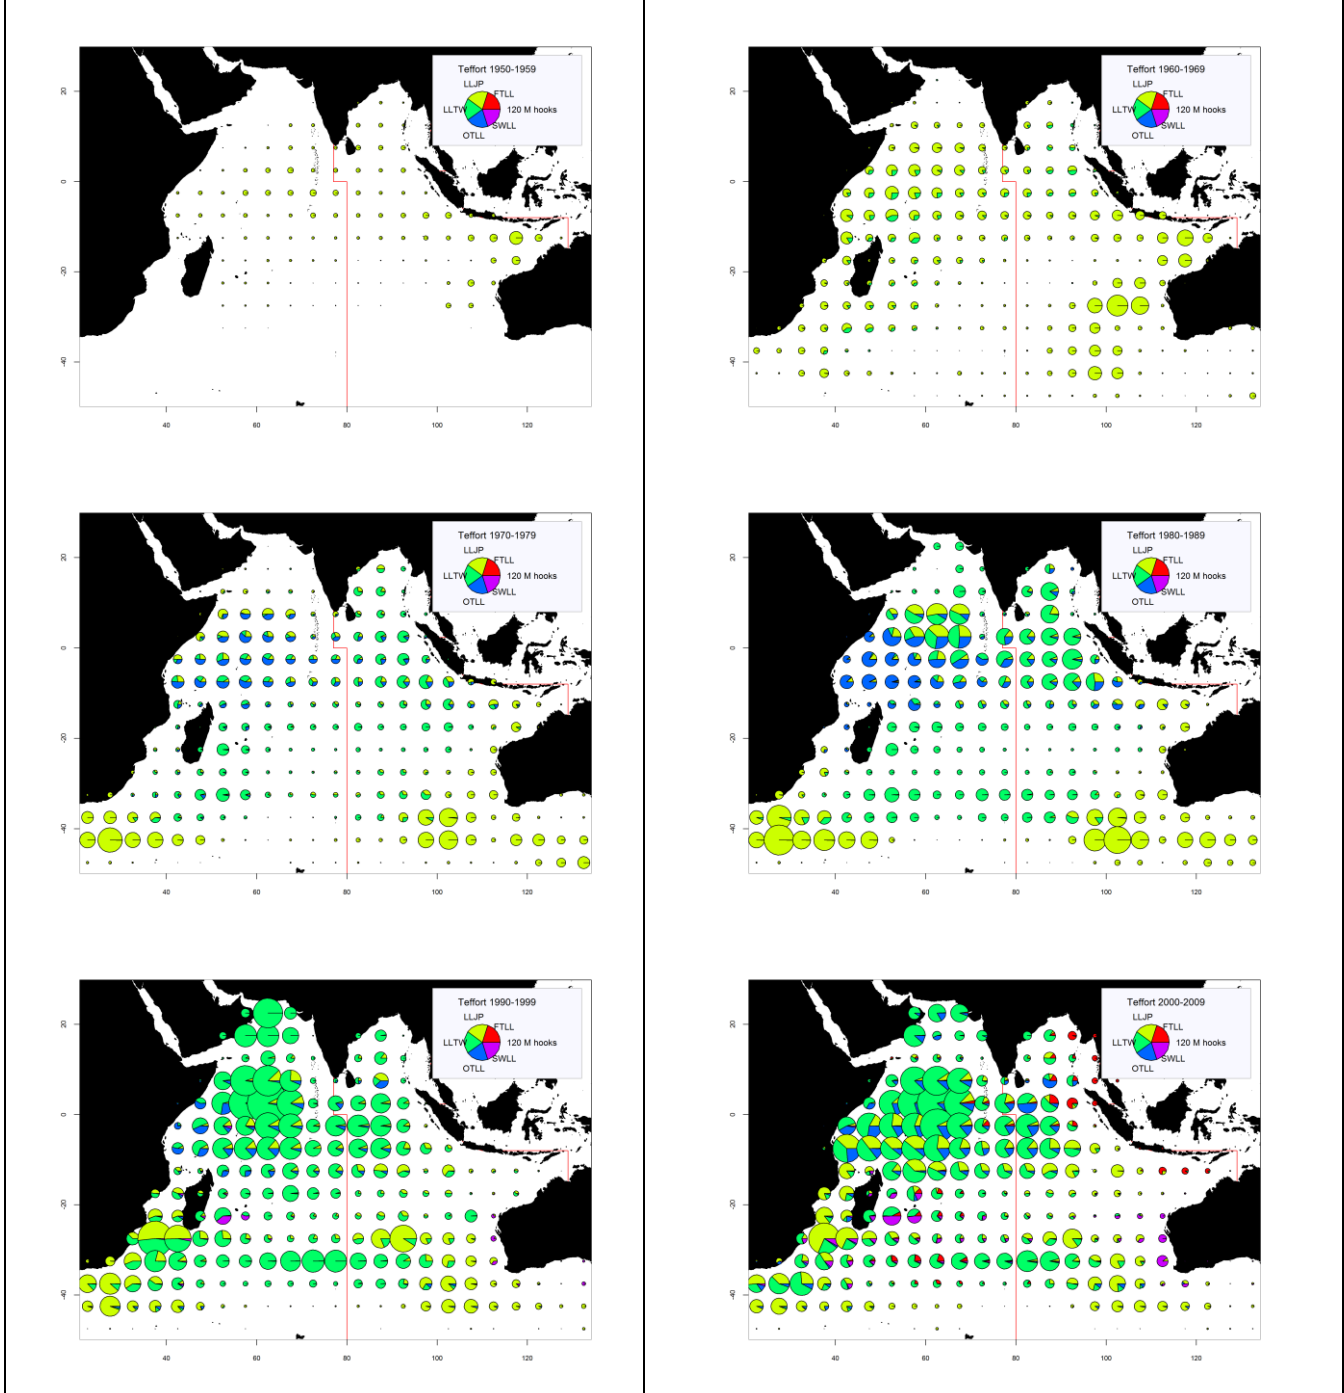 Teffort 1950-1959
LLJP
FTLL
LLTW
120 M hooks
SWLL
OTLL
20
0
-20
-40
40
60
80
100
120
Teffort 1960-1969
LLJP
FTLL
LLTW
120 M hooks
SWLL
OTLL
20
0
-20
-40
40
60
80
100
120
Teffort 1970-1979
LLJP
FTLL
LLTW
120 M hooks
SWLL
OTLL
20
0
-20
-40
40
60
80
100
120
Teffort 1980-1989
LLJP
FTLL
LLTW
120 M hooks
SWLL
OTLL
20
0
-20
-40
40
60
80
100
120
Teffort 1990-1999
LLJP
FTLL
LLTW
120 M hooks
SWLL
OTLL
20
0
-20
-40
40
60
80
100
120
Teffort 2000-2009
LLJP
FTLL
LLTW
120 M hooks
SWLL
OTLL
20
0
-20
-40
40
60
80
100
120